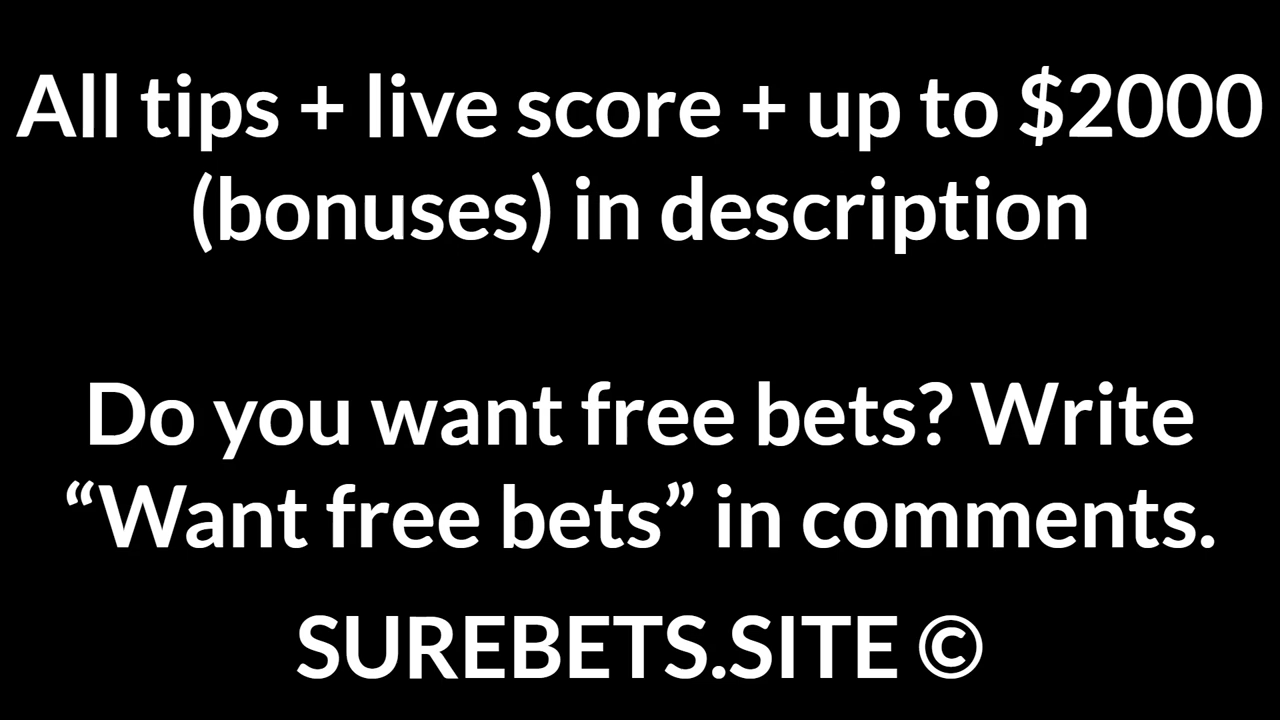 All tips + live score + up to $2000
(bonuses) in description
Do you want free bets? Write
“Want free bets” in comments.
SUREBETS.SITE ©